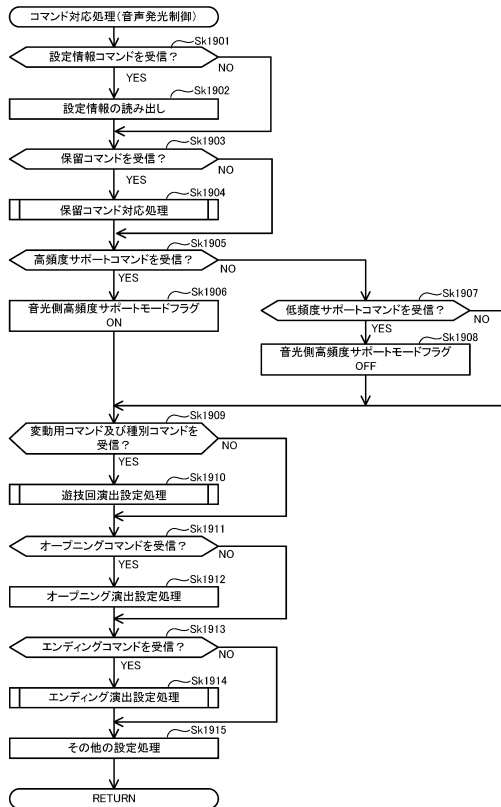 コマンド対応処理(音声発光制御)
Sk1901
設定情報コマンドを受信？
NO
YES
Sk1902
設定情報の読み出し
Sk1903
保留コマンドを受信？
NO
YES
Sk1904
保留コマンド対応処理
Sk1905
高頻度サポートコマンドを受信？
NO
YES
Sk1906
音光側高頻度サポートモードフラグ
ON
Sk1907
低頻度サポートコマンドを受信？
NO
YES
Sk1908
音光側高頻度サポートモードフラグ
OFF
Sk1909
変動用コマンド及び種別コマンドを
受信？
NO
YES
Sk1910
遊技回演出設定処理
Sk1911
オープニングコマンドを受信？
NO
YES
Sk1912
オープニング演出設定処理
Sk1913
エンディングコマンドを受信？
NO
YES
Sk1914
エンディング演出設定処理
Sk1915
その他の設定処理
RETURN